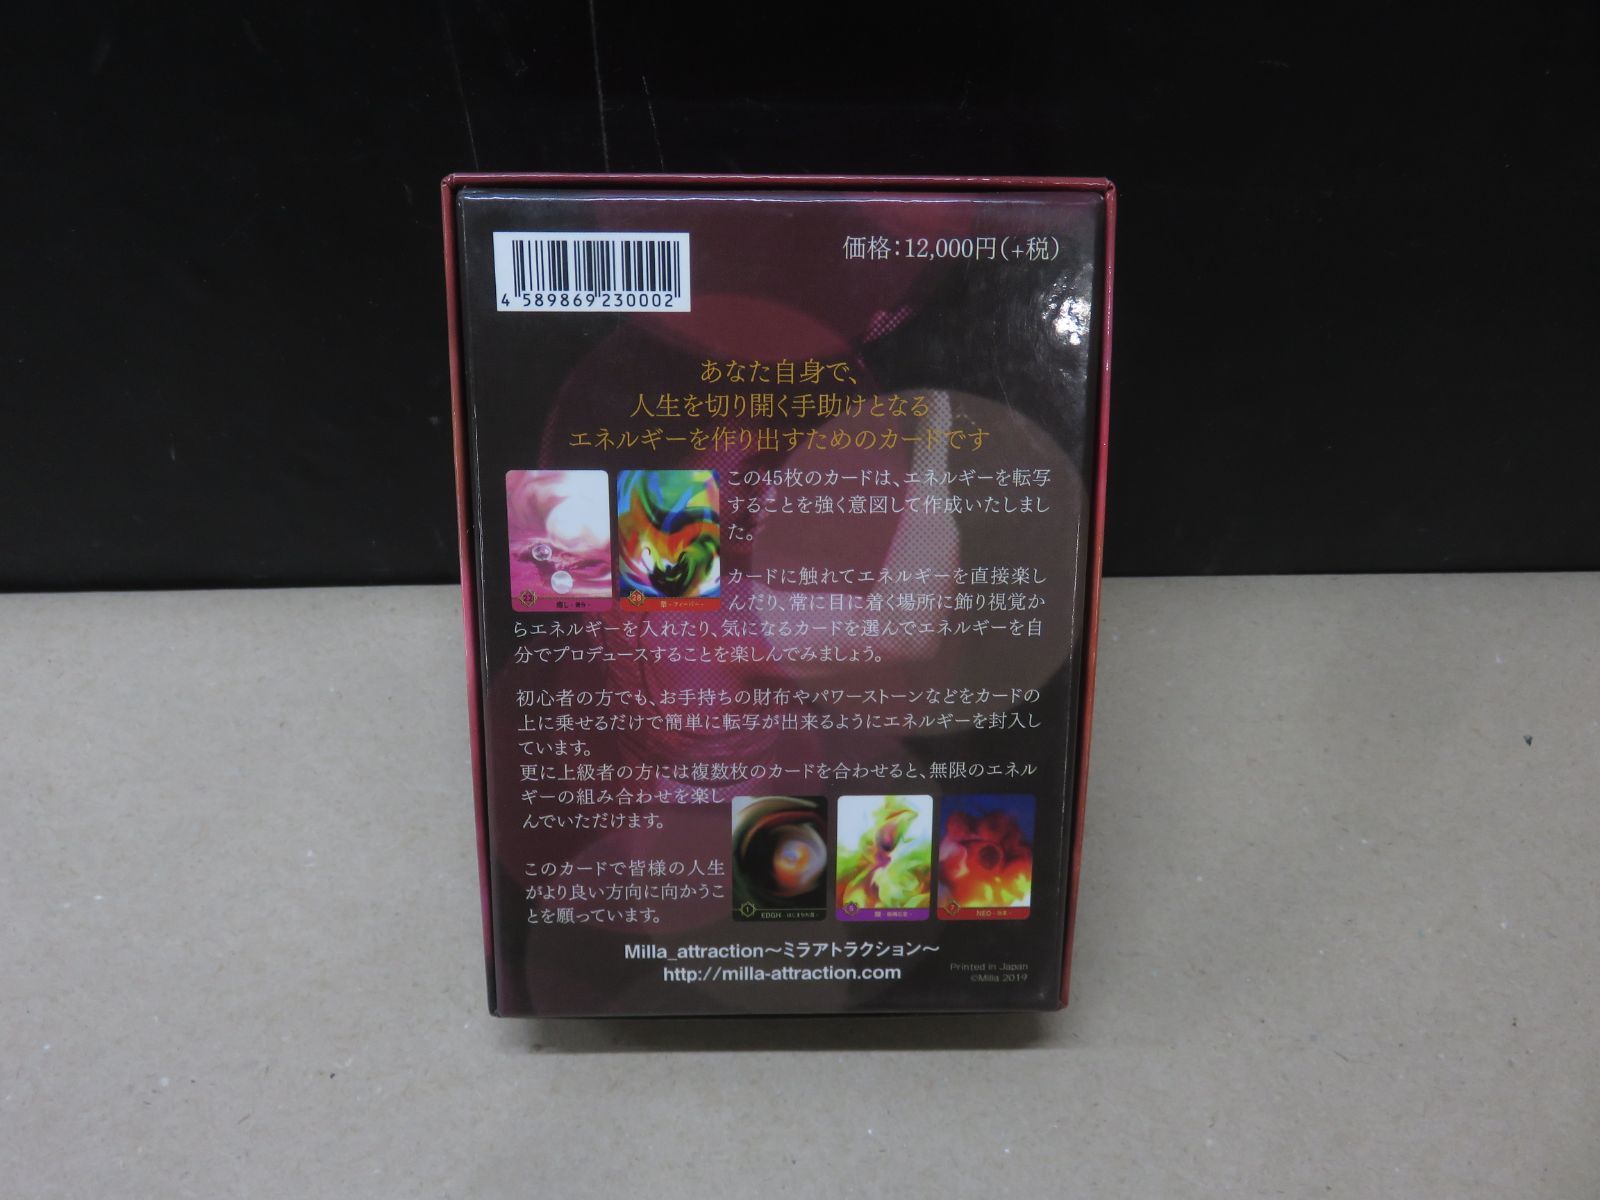 価格：12,000円（+税）
4 589869 230002
あなた自身で、
人生を切り開く手助けとなる
エネルギーを作り出すためのカードです
この45枚のカードは、エネルギーを転写
することを強く意図して作成いたしまし
た。
カードに触れてエネルギーを直接楽し
んだり、常に目に着く場所に飾り視覚か
らエネルギーを入れたり、気になるカードを選んでエネルギーを自
分でプロデュースすることを楽しんでみましょう。
初心者の方でも、お手持ちの財布やパワーストーンなどをカードの
上に乗せるだけで簡単に転写が出来るようにエネルギーを封入し
ています。
更に上級者の方には複数枚のカードを合わせると、無限のエネル
ギーの組み合わせを楽し
んでいただけます。
このカードで皆様の人生
がより良い方向に向かうこ
とを願っています。
28
1 EDGH
5
7 NEO
Milla_attraction～ミラアトラクション～
http://milla-attraction.com
Printed in Japan
©Milla 2019